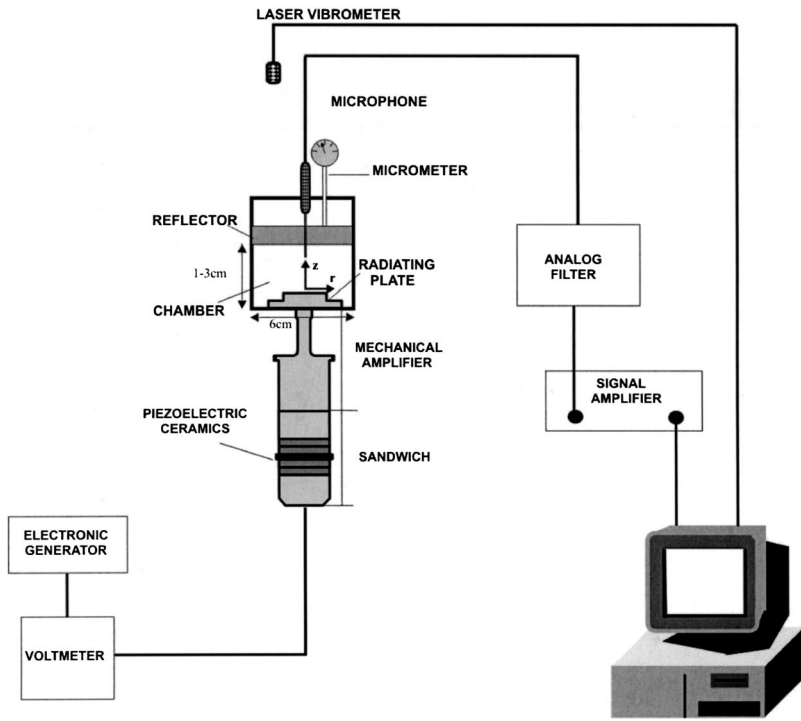 LASER VIBROMETER
MICROPHONE
MICROMETER
REFLECTOR
1-3cm
z
r
RADIATING
PLATE
CHAMBER
6cm
MECHANICAL
AMPLIFIER
ANALOG
FILTER
SIGNAL
AMPLIFIER
PIEZOELECTRIC
CERAMICS
SANDWICH
ELECTRONIC
GENERATOR
VOLTMETER